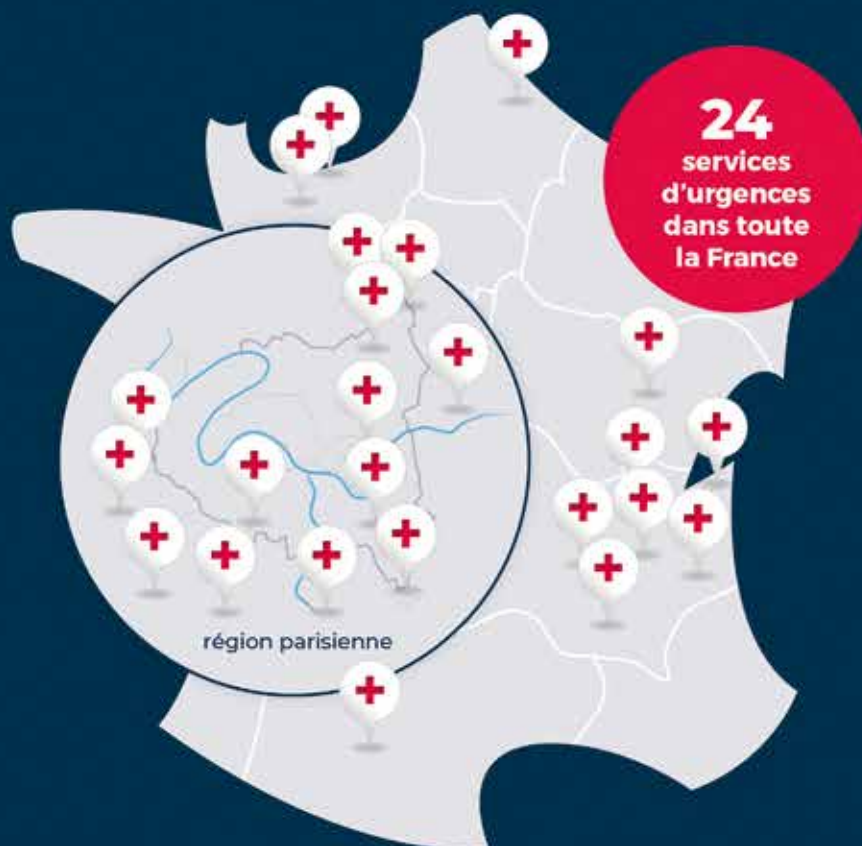 24
services
d'urgences
dans toute
la France
région parisienne